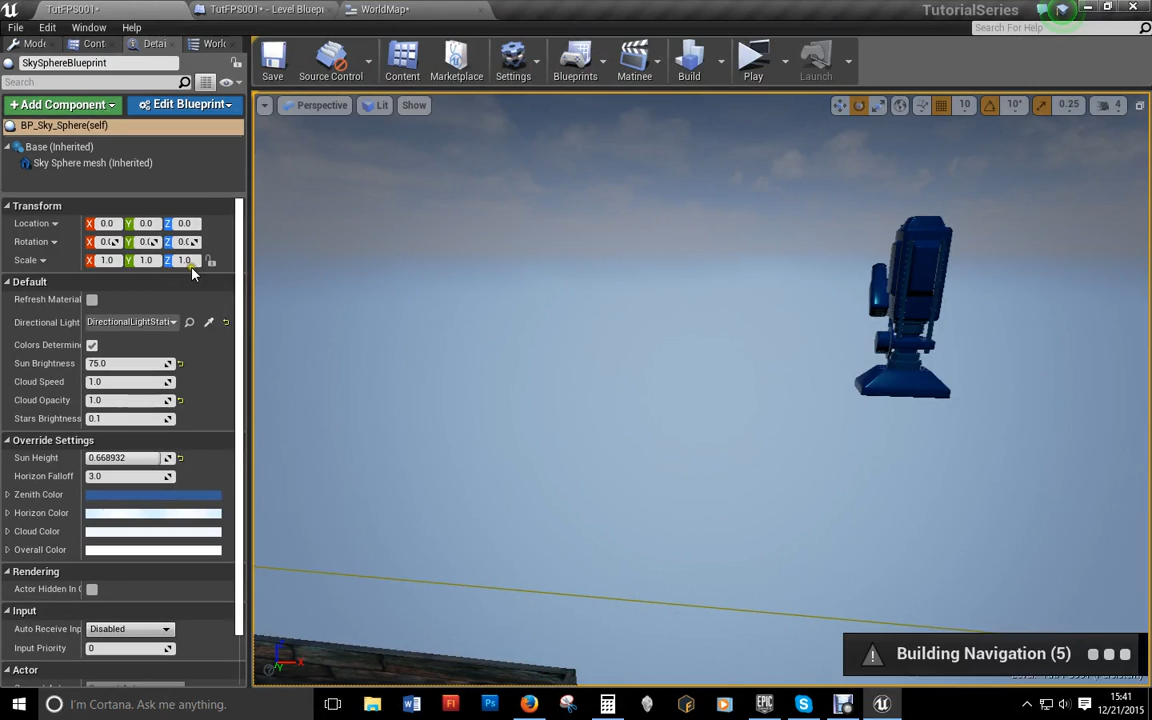 TutFPS001*
TutFPS001* - Level Bluepri
WorldMap*
TutorialSeries
File Edit Window Help
Search For Help
Mode
Cont
Detai
Worl
SkySphereBlueprint
Search
+Add Component
Edit Blueprint
BP_Sky_Sphere(self)
Base (Inherited)
Sky Sphere mesh (Inherited)
Save
Source Control
Content
Marketplace
Settings
Blueprints
Matinee
Build
Play
Launch
Perspective
Lit
Show
10
10°
0.25
4
Transform
Location X 0.0 Y 0.0 Z 0.0
Rotation X 0.0 Y 0.0 Z 0.0
Scale X 1.0 Y 1.0 Z 1.0
Default
Refresh Material
Directional Light DirectionalLightStati
Colors Determine
Sun Brightness 75.0
Cloud Speed 1.0
Cloud Opacity 1.0
Stars Brightness 0.1
Override Settings
Sun Height 0.668932
Horizon Falloff 3.0
Zenith Color
Horizon Color
Cloud Color
Overall Color
Rendering
Actor Hidden In G
Input
Auto Receive Inp Disabled
Input Priority 0
Actor
X
Y
Z
Building Navigation (5)
I'm Cortana. Ask me anything.
Fl
Ps
EPIC
15:41
12/21/2015